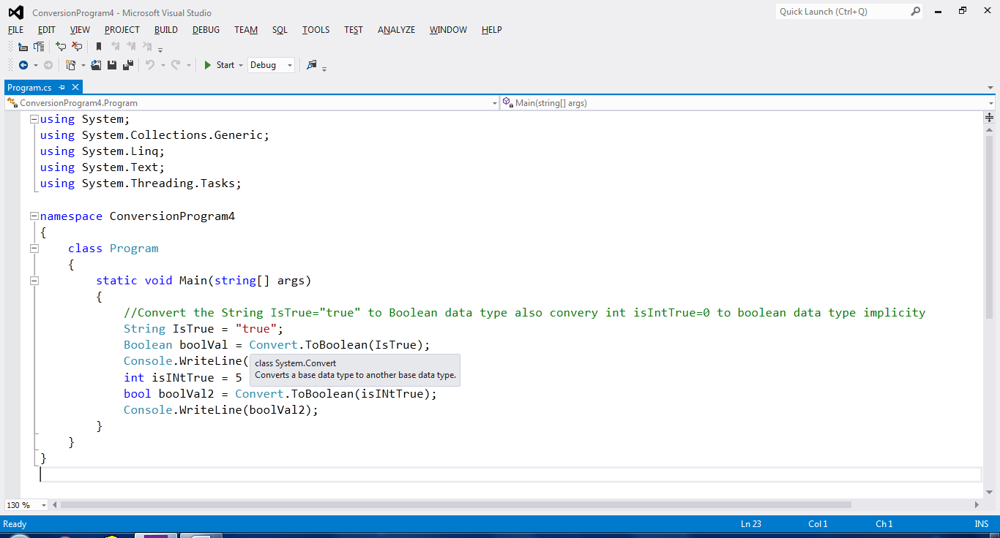 ConversionProgram4 - Microsoft Visual Studio
Quick Launch (Ctrl+Q)
FILE EDIT VIEW PROJECT BUILD DEBUG TEAM SQL TOOLS TEST ANALYZE WINDOW HELP
Start Debug
Program.cs
ConversionProgram4.Program
Main(string[] args)
using System;
using System.Collections.Generic;
using System.Linq;
using System.Text;
using System.Threading.Tasks;
namespace ConversionProgram4
{
class Program
{
static void Main(string[] args)
{
//Convert the String IsTrue="true" to Boolean data type also convery int isIntTrue=0 to boolean data type implicity
String IsTrue = "true";
Boolean boolVal = Convert.ToBoolean(IsTrue);
Console.WriteLine(
class System.Convert
Converts a base data type to another base data type.
int isINtTrue = 5
bool boolVal2 = Convert.ToBoolean(isINtTrue);
Console.WriteLine(boolVal2);
}
}
}
130 %
Ready Ln 23 Col 1 Ch 1 INS